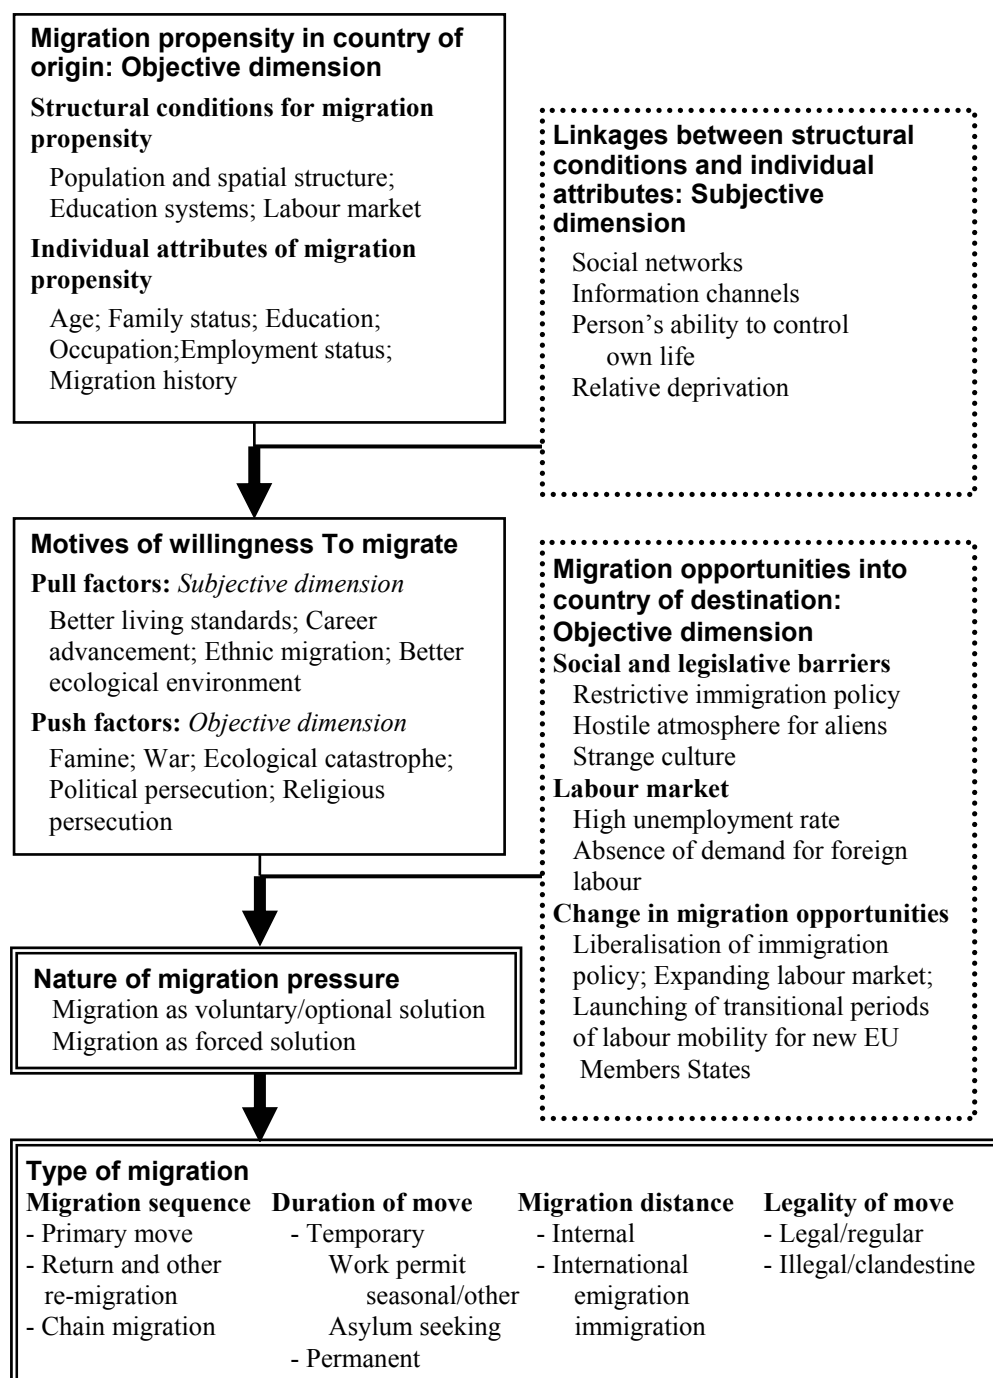 Migration propensity in country of
origin: Objective dimension
Structural conditions for migration
propensity
Population and spatial structure;
Education systems; Labour market
Individual attributes of migration
propensity
Age; Family status; Education;
Occupation;Employment status;
Migration history
Linkages between structural
conditions and individual
attributes: Subjective
dimension
Social networks
Information channels
Person’s ability to control
own life
Relative deprivation
Motives of willingness To migrate
Pull factors: Subjective dimension
Better living standards; Career
advancement; Ethnic migration; Better
ecological environment
Push factors: Objective dimension
Famine; War; Ecological catastrophe;
Political persecution; Religious
persecution
Migration opportunities into
country of destination:
Objective dimension
Social and legislative barriers
Restrictive immigration policy
Hostile atmosphere for aliens
Strange culture
Labour market
High unemployment rate
Absence of demand for foreign
labour
Change in migration opportunities
Liberalisation of immigration
policy; Expanding labour market;
Launching of transitional periods
of labour mobility for new EU
Members States
Nature of migration pressure
Migration as voluntary/optional solution
Migration as forced solution
Type of migration
Migration sequence
- Primary move
- Return and other
re-migration
- Chain migration
Duration of move
- Temporary
Work permit
seasonal/other
Asylum seeking
- Permanent
Migration distance
- Internal
- International
emigration
immigration
Legality of move
- Legal/regular
- Illegal/clandestine